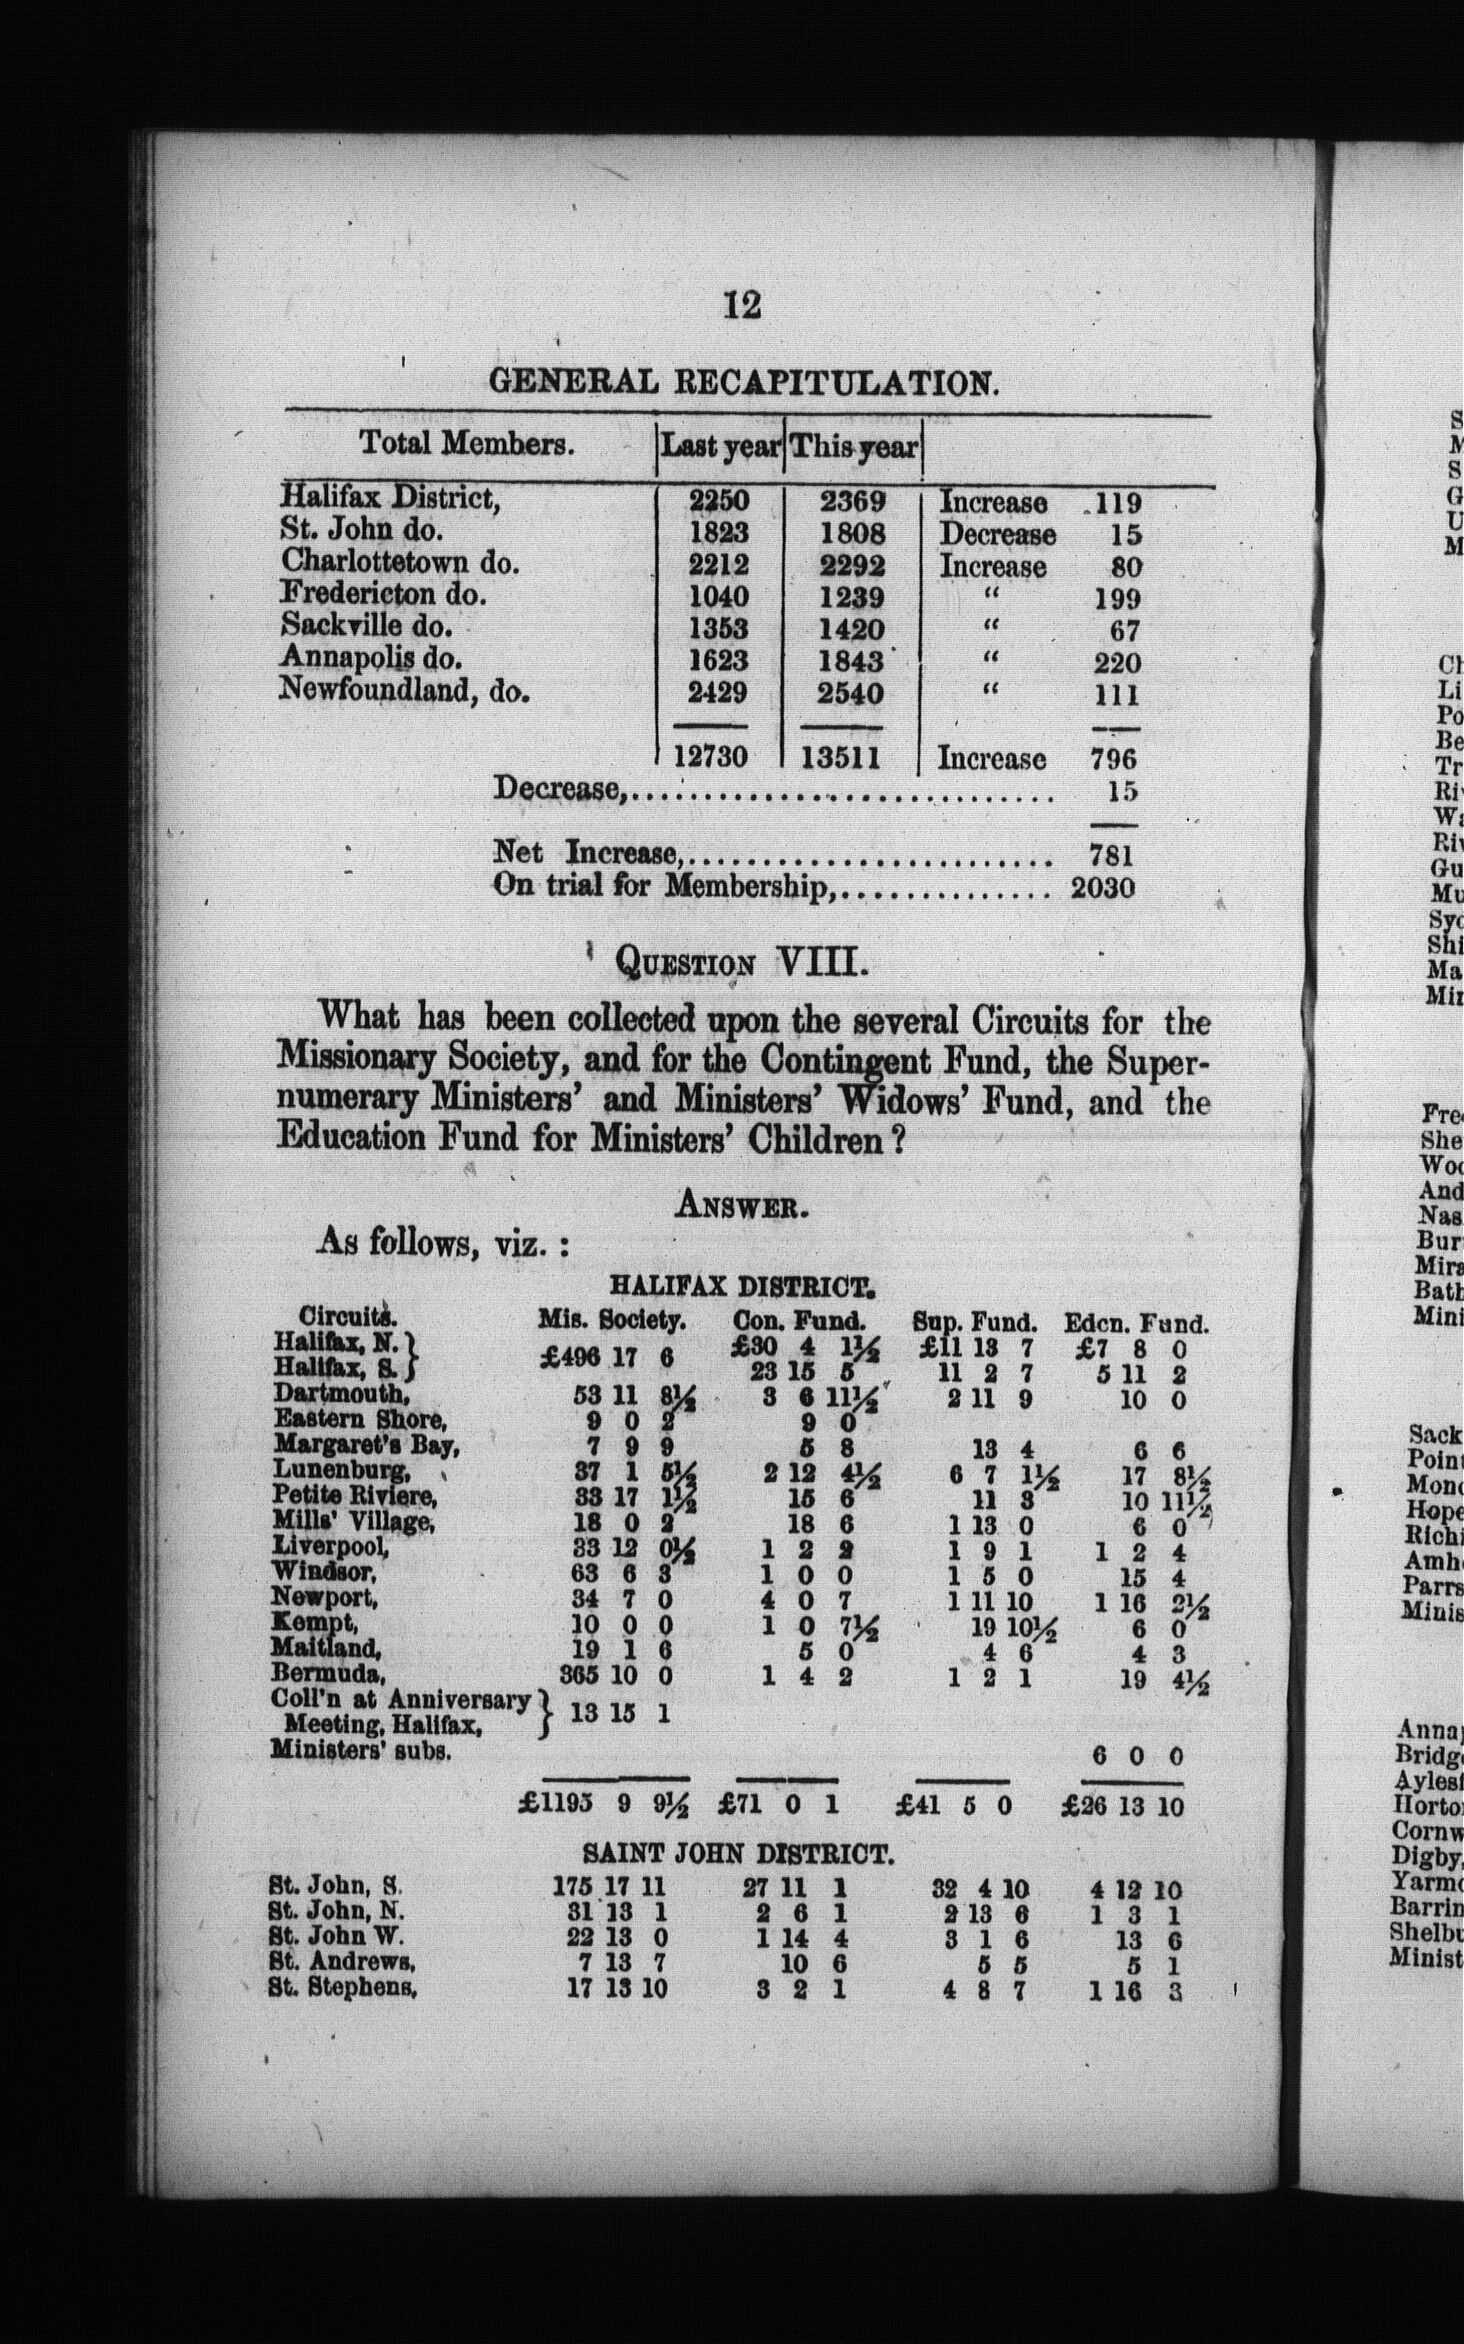 12
GENERAL RECAPITULATION.
Total Members. Last year This year
Halifax District, 2250 2369 Increase 119
St. John do. 1823 1808 Decrease 15
Charlottetown do. 2212 2292 Increase 80
Fredericton do. 1040 1239 “ 199
Sackville do. 1353 1420 “ 67
Annapolis do. 1623 1843 “ 220
Newfoundland, do. 2429 2540 “ 111
12730 13511 Increase 796
Decrease,............................. 15
Net Increase,......................... 781
On trial for Membership,............... 2030
QUESTION VIII.
What has been collected upon the several Circuits for the
Missionary Society, and for the Contingent Fund, the Super-
numerary Ministers’ and Ministers’ Widows’ Fund, and the
Education Fund for Ministers’ Children?
ANSWER.
As follows, viz. :
HALIFAX DISTRICT.
Circuits. Mis. Society. Con. Fund. Sup. Fund. Edcn. Fund.
Halifax, N. } £496 17 6 £30 4 1½ £11 13 7 £7 8 0
Halifax, S. } 23 15 5 11 2 7 5 11 2
Dartmouth, 53 11 8½ 3 6 11½ 2 11 9 10 0
Eastern Shore, 9 0 2 9 0
Margaret's Bay, 7 9 9 5 8 13 4 6 6
Lunenburg, 37 1 5½ 2 12 4½ 6 7 1½ 17 8½
Petite Riviere, 33 17 1½ 15 6 11 3 10 11½
Mills' Village, 18 0 2 18 6 1 13 0 6 0
Liverpool, 33 12 0½ 1 2 2 1 9 1 1 2 4
Windsor, 63 6 3 1 0 0 1 5 0 15 4
Newport, 34 7 0 4 0 7 1 11 10 1 16 2½
Kempt, 10 0 0 1 0 7½ 19 10½ 6 0
Maitland, 19 1 6 5 0 4 6 4 3
Bermuda, 365 10 0 1 4 2 1 2 1 19 4½
Coll'n at Anniversary } 13 15 1
Meeting, Halifax, }
Ministers' subs. 6 0 0
£1195 9 9½ £71 0 1 £41 5 0 £26 13 10
SAINT JOHN DISTRICT.
St. John, S. 175 17 11 27 11 1 32 4 10 4 12 10
St. John, N. 31 13 1 2 6 1 2 13 6 1 3 1
St. John W. 22 13 0 1 14 4 3 1 6 13 6
St. Andrews, 7 13 7 10 6 5 5 5 1
St. Stephens, 17 13 10 3 2 1 4 8 7 1 16 3